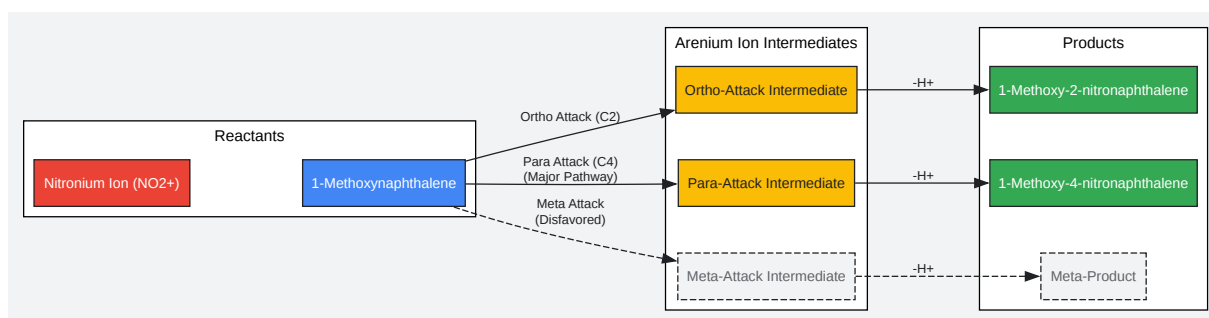 Arenium Ion Intermediates
Products
Ortho-Attack Intermediate
-H+
1-Methoxy-2-nitronaphthalene
Ortho Attack (C2)
Reactants
Nitronium Ion (NO2+)
1-Methoxynaphthalene
Para Attack (C4)
(Major Pathway)
Para-Attack Intermediate
-H+
1-Methoxy-4-nitronaphthalene
Meta Attack
(Disfavored)
Meta-Attack Intermediate
-H+
Meta-Product